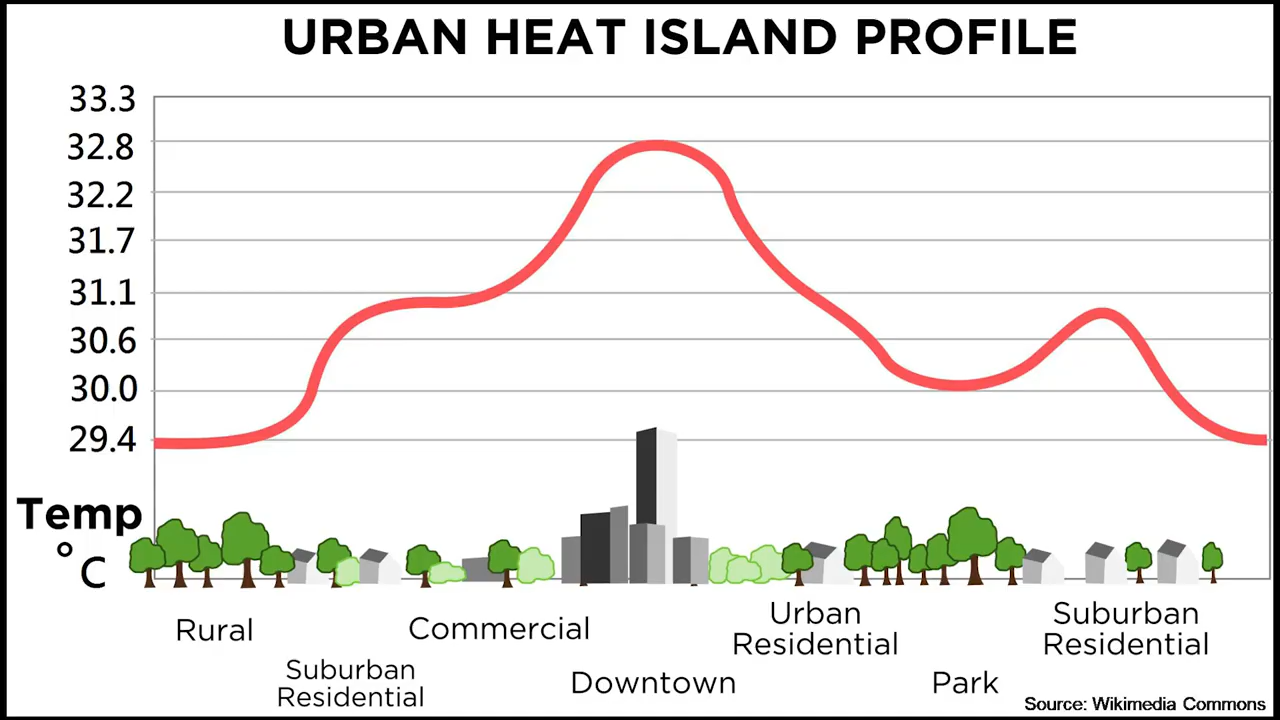 URBAN HEAT ISLAND PROFILE
33.3
32.8
32.2
31.7
31.1
30.6
30.0
29.4
Temp
°C
Rural
Suburban
Residential
Commercial
Downtown
Urban
Residential
Park
Suburban
Residential
Source: Wikimedia Commons